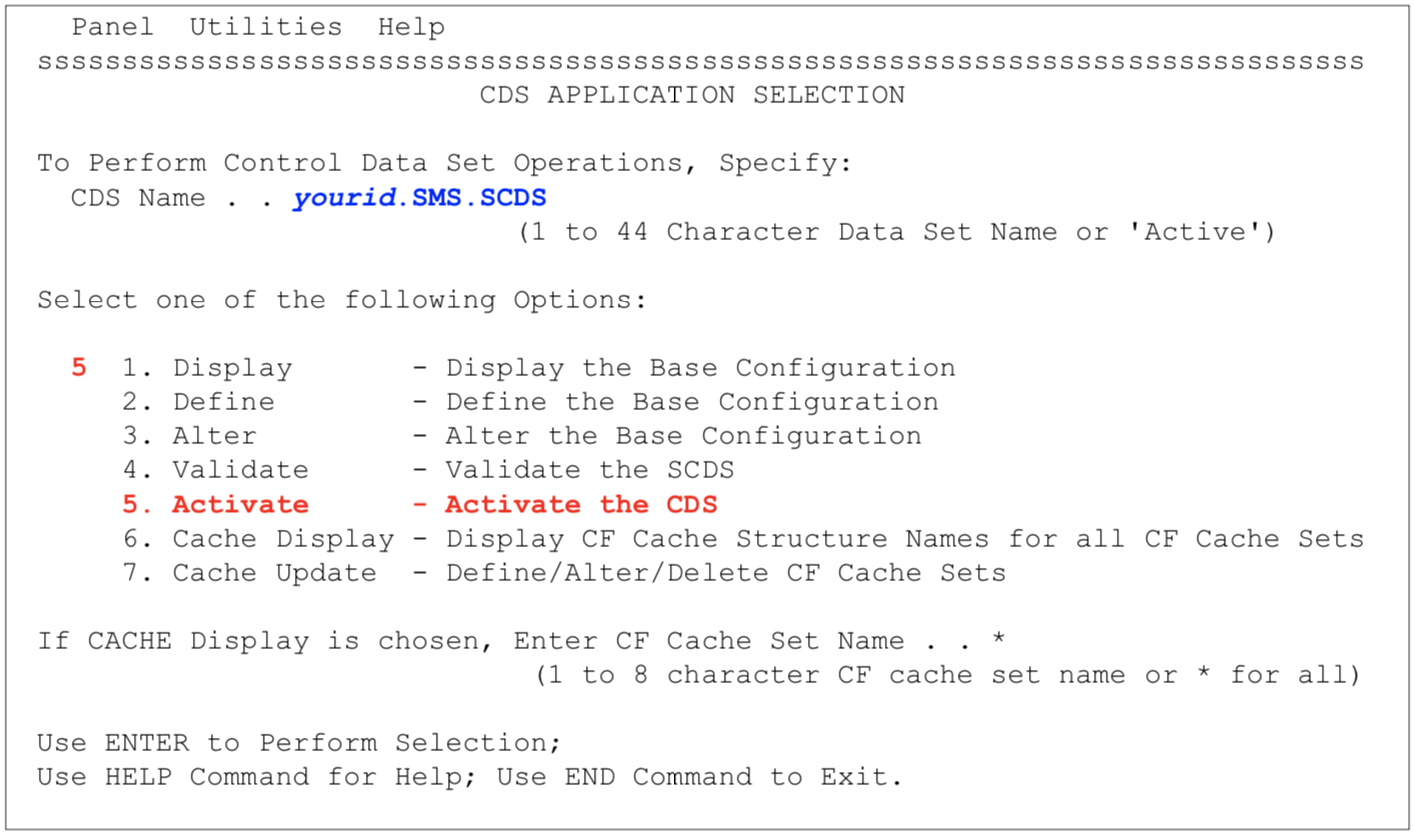 Panel  Utilities  Help
ssssssssssssssssssssssssssssssssssssssssssssssssssssssssssssssssssssssssssssss
CDS APPLICATION SELECTION
To Perform Control Data Set Operations, Specify:
CDS Name . . yourid.SMS.SCDS
(1 to 44 Character Data Set Name or 'Active')
Select one of the following Options:
5  1. Display       - Display the Base Configuration
2. Define        - Define the Base Configuration
3. Alter         - Alter the Base Configuration
4. Validate      - Validate the SCDS
5. Activate      - Activate the CDS
6. Cache Display - Display CF Cache Structure Names for all CF Cache Sets
7. Cache Update  - Define/Alter/Delete CF Cache Sets
If CACHE Display is chosen, Enter CF Cache Set Name . . *
(1 to 8 character CF cache set name or * for all)
Use ENTER to Perform Selection;
Use HELP Command for Help; Use END Command to Exit.